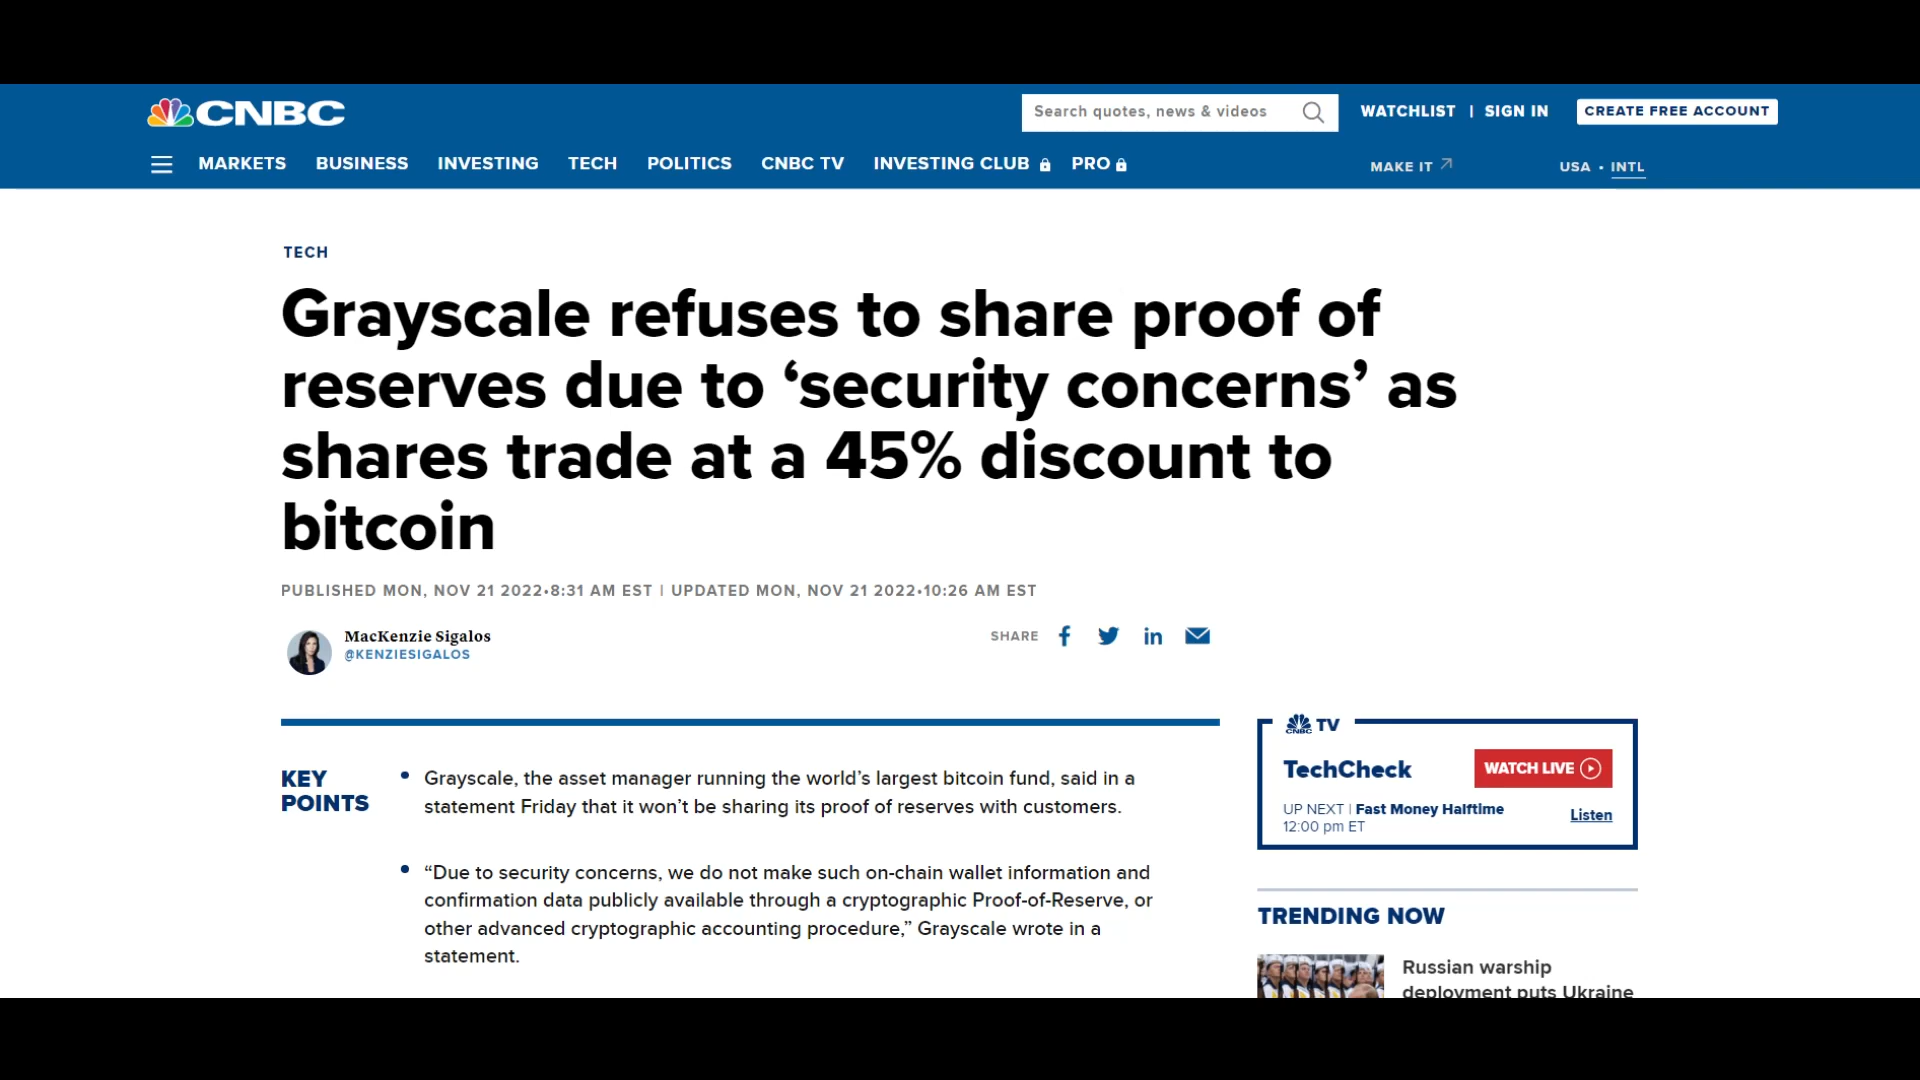 CNBC
Search quotes, news & videos
WATCHLIST | SIGN IN
CREATE FREE ACCOUNT
MARKETS BUSINESS INVESTING TECH POLITICS CNBC TV INVESTING CLUB PRO
MAKE IT
USA • INTL
TECH
Grayscale refuses to share proof of
reserves due to ‘security concerns’ as
shares trade at a 45% discount to
bitcoin
PUBLISHED MON, NOV 21 2022•8:31 AM EST | UPDATED MON, NOV 21 2022•10:26 AM EST
MacKenzie Sigalos
@KENZIESIGALOS
SHARE
KEY
POINTS
• Grayscale, the asset manager running the world’s largest bitcoin fund, said in a
statement Friday that it won’t be sharing its proof of reserves with customers.
• “Due to security concerns, we do not make such on-chain wallet information and
confirmation data publicly available through a cryptographic Proof-of-Reserve, or
other advanced cryptographic accounting procedure,” Grayscale wrote in a
statement.
CNBC TV
TechCheck
WATCH LIVE
UP NEXT | Fast Money Halftime
12:00 pm ET
Listen
TRENDING NOW
Russian warship
deployment puts Ukraine